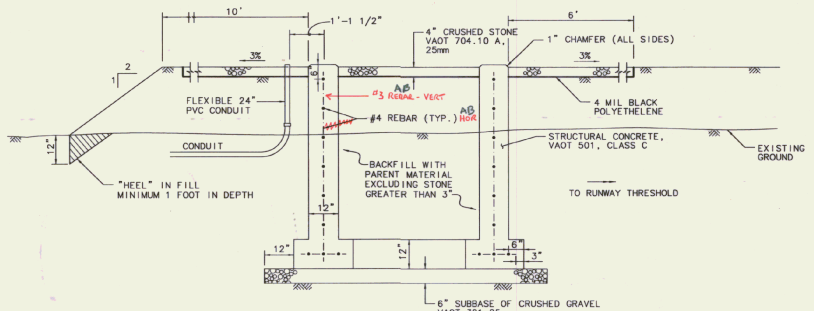 10'
1'-1 1/2"
4" CRUSHED STONE
VAOT 704.10 A,
25mm
6'
1" CHAMFER (ALL SIDES)
3%
3%
2
1
6"
AB
#3 REBAR - VERT
FLEXIBLE 24"
PVC CONDUIT
#4 REBAR (TYP.) HOR
AB
4 MIL BLACK
POLYETHELENE
12"
CONDUIT
STRUCTURAL CONCRETE,
VAOT 501, CLASS C
EXISTING
GROUND
BACKFILL WITH
PARENT MATERIAL
EXCLUDING STONE
GREATER THAN 3"
"HEEL" IN FILL
MINIMUM 1 FOOT IN DEPTH
TO RUNWAY THRESHOLD
12"
12"
12"
6"
3"
6" SUBBASE OF CRUSHED GRAVEL